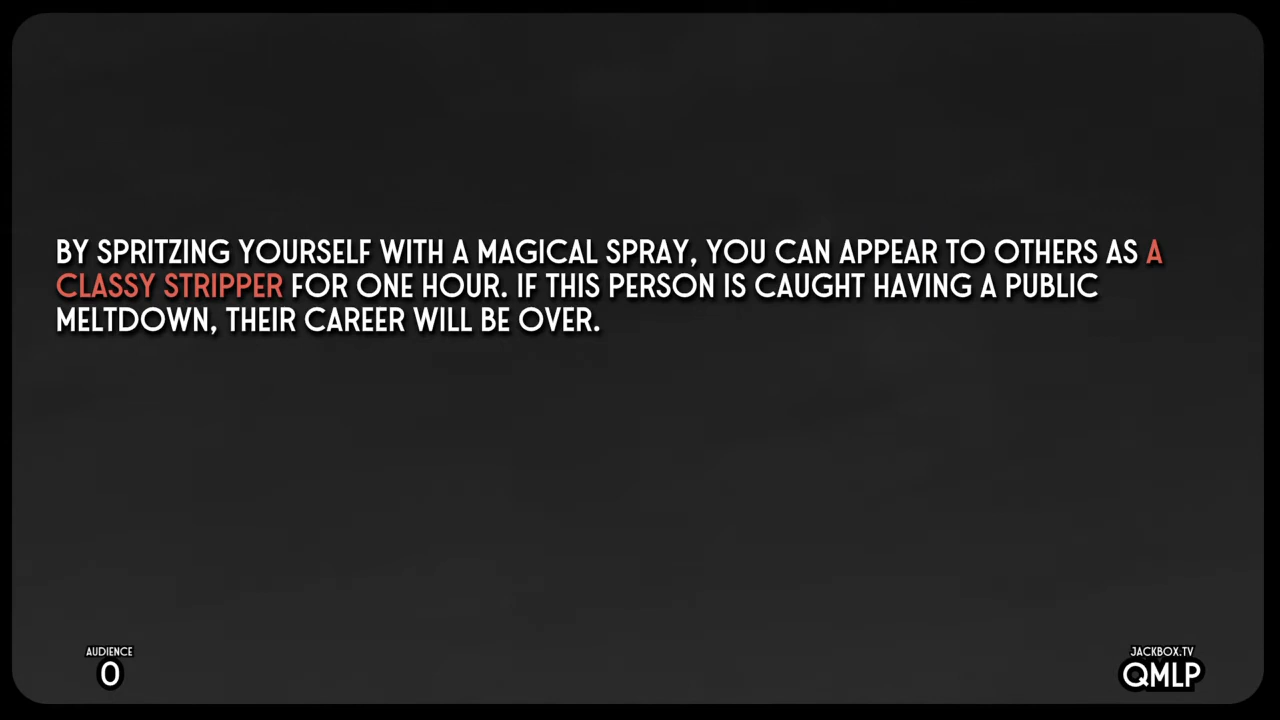 BY SPRITZING YOURSELF WITH A MAGICAL SPRAY, YOU CAN APPEAR TO OTHERS AS A
CLASSY STRIPPER FOR ONE HOUR. IF THIS PERSON IS CAUGHT HAVING A PUBLIC
MELTDOWN, THEIR CAREER WILL BE OVER.
AUDIENCE
0
JACKBOX.TV
QMLP